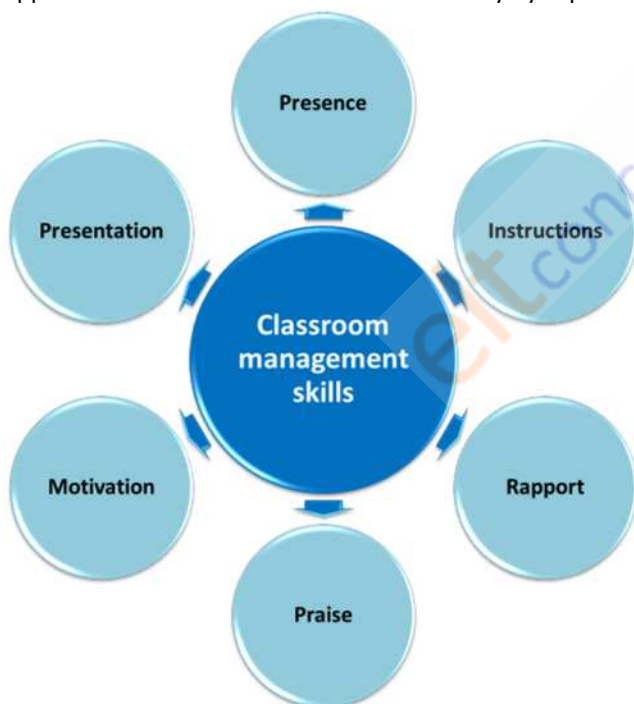 Presence
Presentation
Instructions
Classroom
management
skills
Motivation
Rapport
Praise